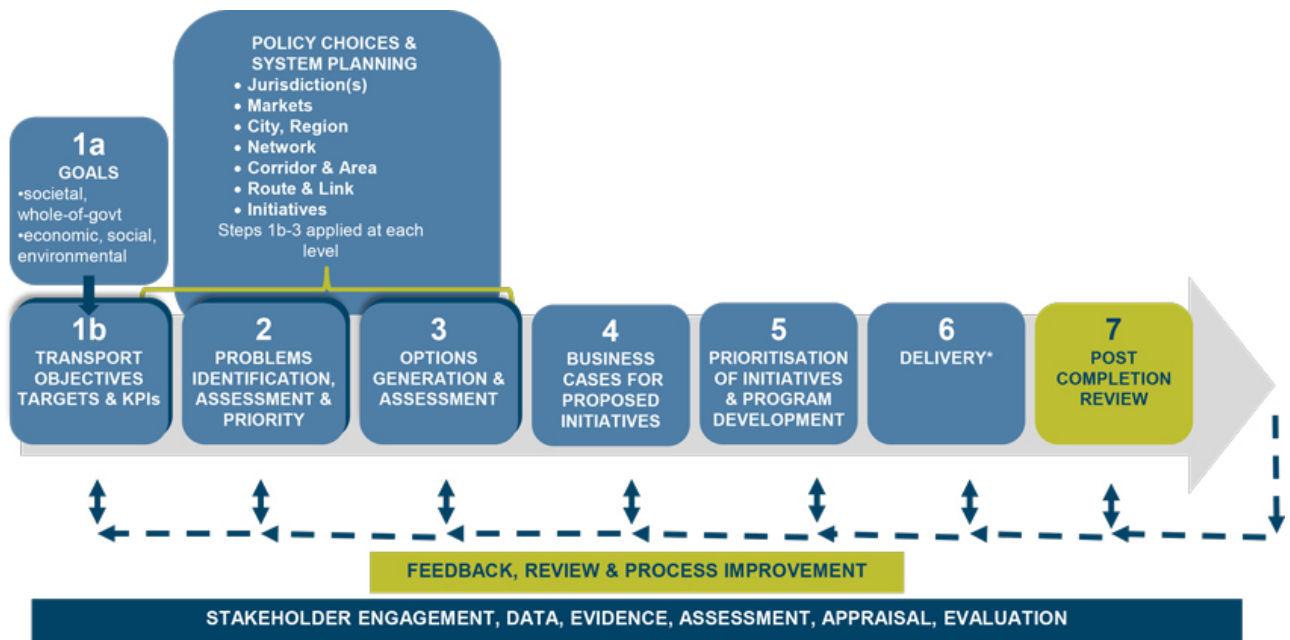 POLICY CHOICES &
SYSTEM PLANNING
• Jurisdiction(s)
• Markets
• City, Region
• Network
• Corridor & Area
• Route & Link
• Initiatives
Steps 1b-3 applied at each
level
1a
GOALS
•societal,
whole-of-govt
•economic, social,
environmental
1b
TRANSPORT
OBJECTIVES
TARGETS & KPIs
2
PROBLEMS
IDENTIFICATION,
ASSESSMENT &
PRIORITY
3
OPTIONS
GENERATION &
ASSESSMENT
4
BUSINESS
CASES FOR
PROPOSED
INITIATIVES
5
PRIORITISATION
OF INITIATIVES
& PROGRAM
DEVELOPMENT
6
DELIVERY*
7
POST
COMPLETION
REVIEW
FEEDBACK, REVIEW & PROCESS IMPROVEMENT
STAKEHOLDER ENGAGEMENT, DATA, EVIDENCE, ASSESSMENT, APPRAISAL, EVALUATION